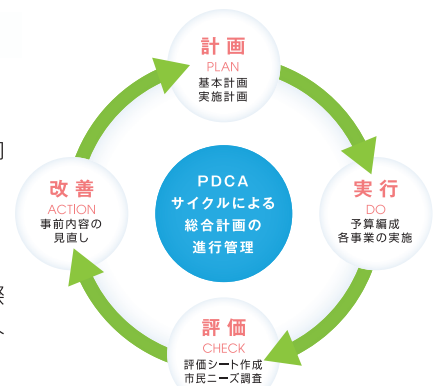 計画
PLAN
基本計画
実施計画
改善
ACTION
事前内容の
見直し
PDCA
サイクルによる
総合計画の
進行管理
実行
DO
予算編成
各事業の実施
評価
CHECK
評価シート作成
市民ニーズ調査